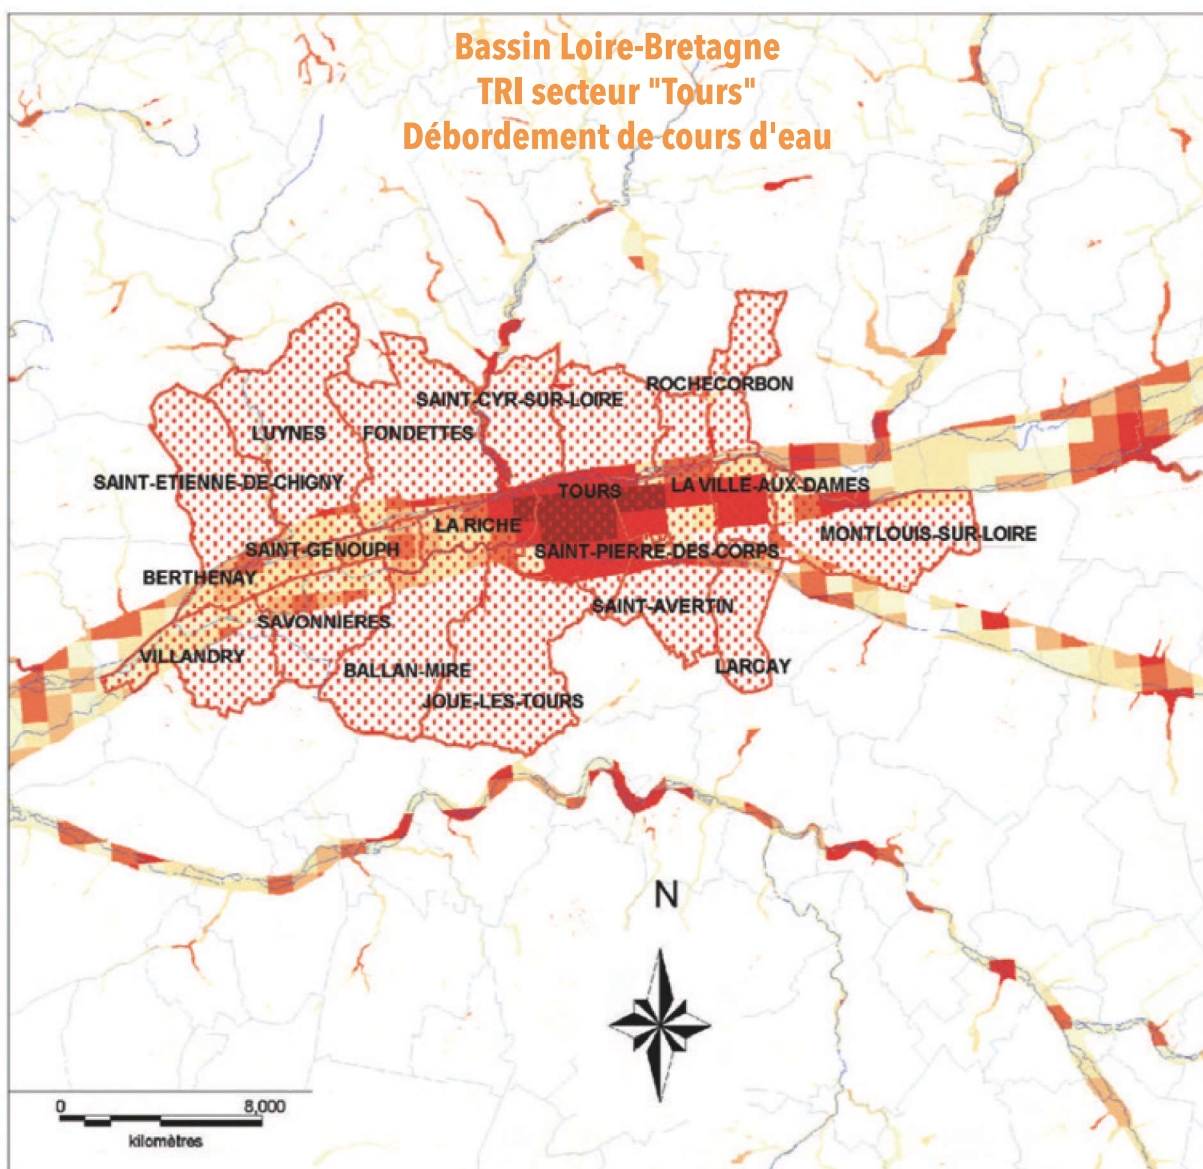 Bassin Loire-Bretagne
TRI secteur "Tours"
Débordement de cours d'eau
ROCHECORBON
SAINT-CYR-SUR-LOIRE
LUYNES
FONDETTES
SAINT-ETIENNE-DE-CHIGNY
LA VILLE-AUX-DAMES
TOURS
LA RICHE
MONTLOUIS-SUR-LOIRE
SAINT-GENOUPH
SAINT-PIERRE-DES-CORPS
BERTHENAY
SAINT-AVERTIN
SAVONNIERES
VILLANDRY
BALLAN-MIRE
LARCAY
JOUE-LES-TOURS
N
0 8,000
kilomètres